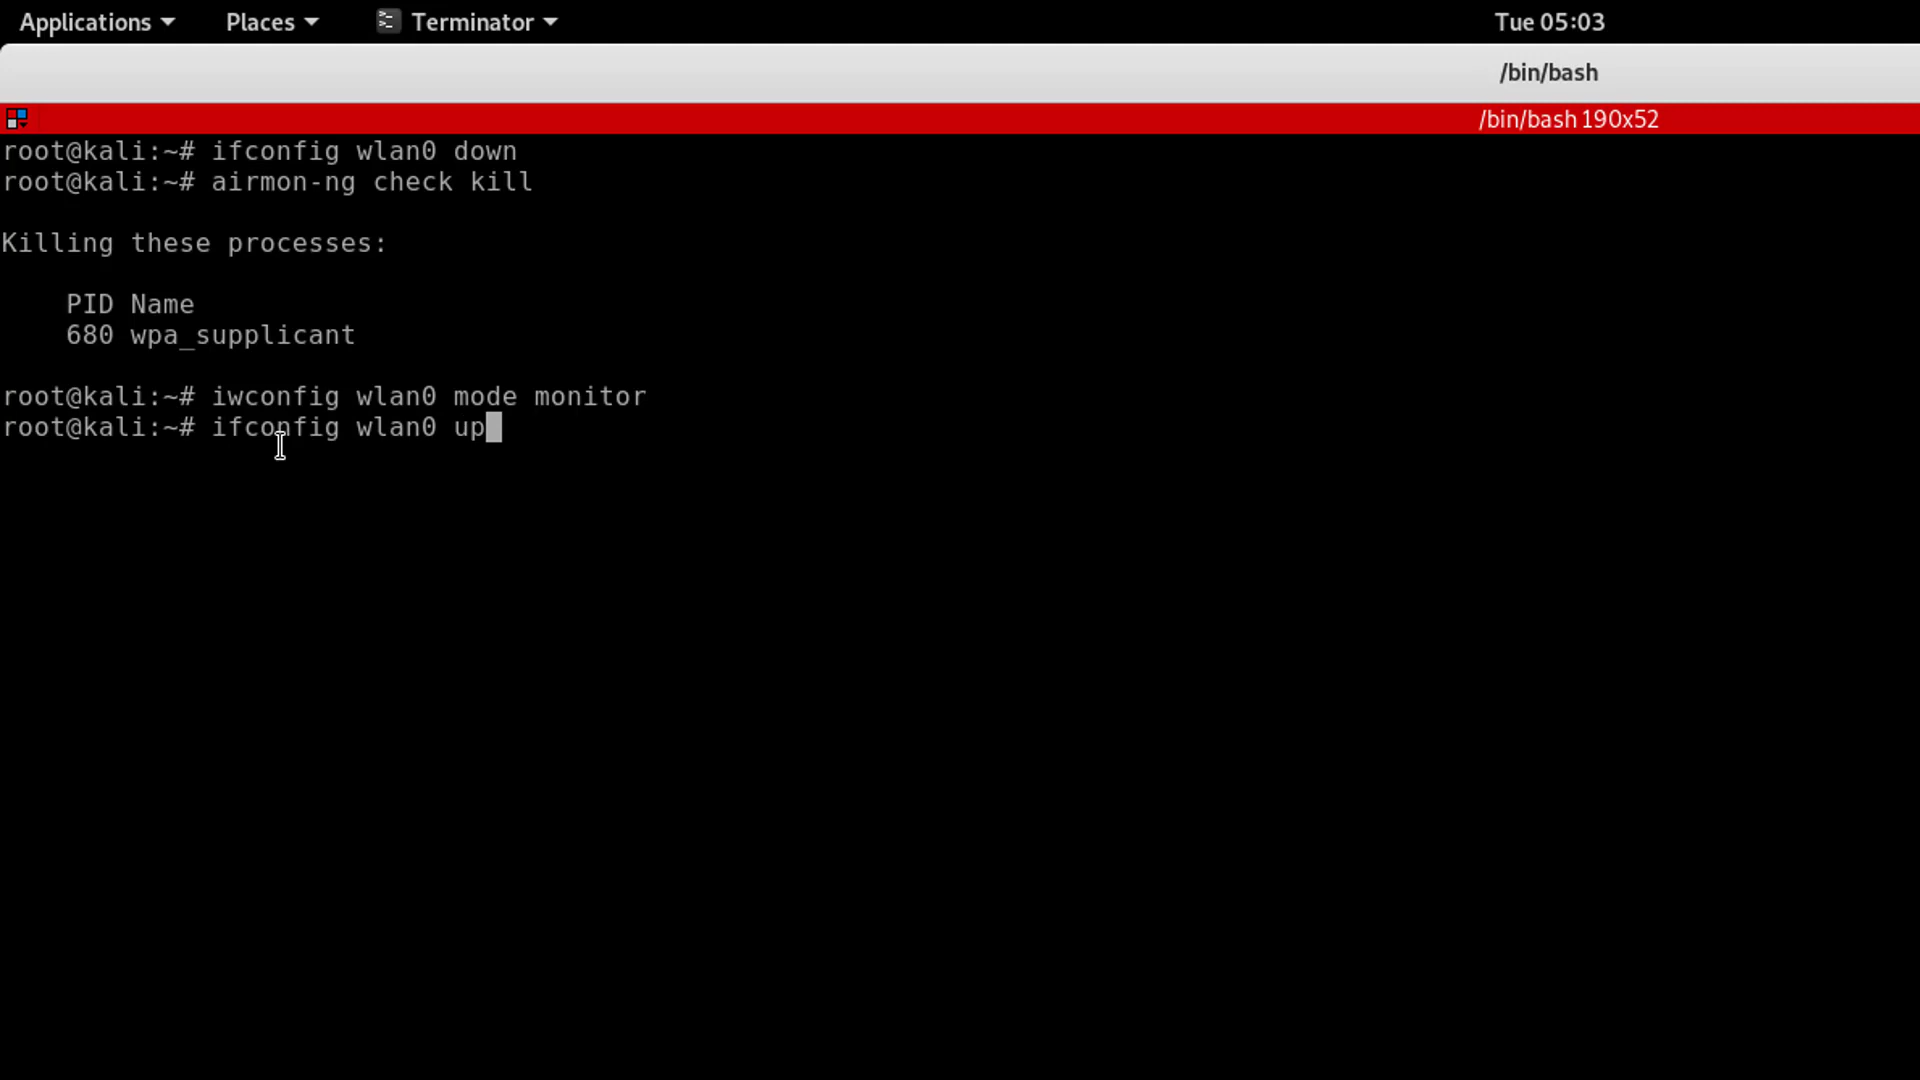 Applications Places Terminator Tue 05:03
/bin/bash
/bin/bash 190x52
root@kali:~# ifconfig wlan0 down
root@kali:~# airmon-ng check kill
Killing these processes:
PID Name
680 wpa_supplicant
root@kali:~# iwconfig wlan0 mode monitor
root@kali:~# ifconfig wlan0 up